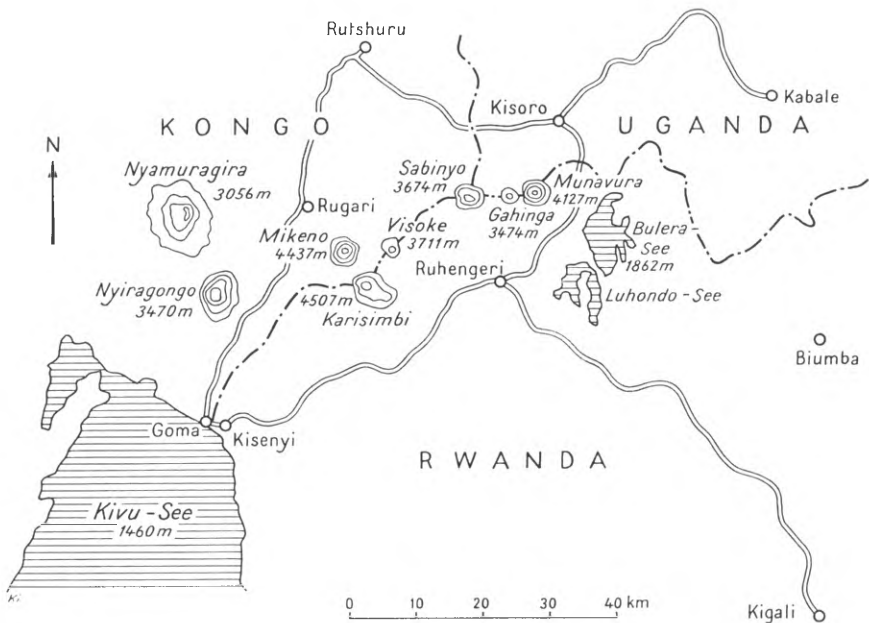 Rutshuru
Kabale
Kisoro
KONGO
UGANDA
N
Nyamuragira
3056m
Sabinyo
3674m
Munavura
4127m
Rugari
Gahinga
3474m
Visoke
3711m
Mikeno
4437m
Bulera-
See
1862m
Ruhengeri
Nyiragongo
3470m
4507m
Karisimbi
Luhondo-See
Biumba
Goma
Kisenyi
RWANDA
Kivu-See
1460m
Ki.
0 10 20 30 40 km
Kigali